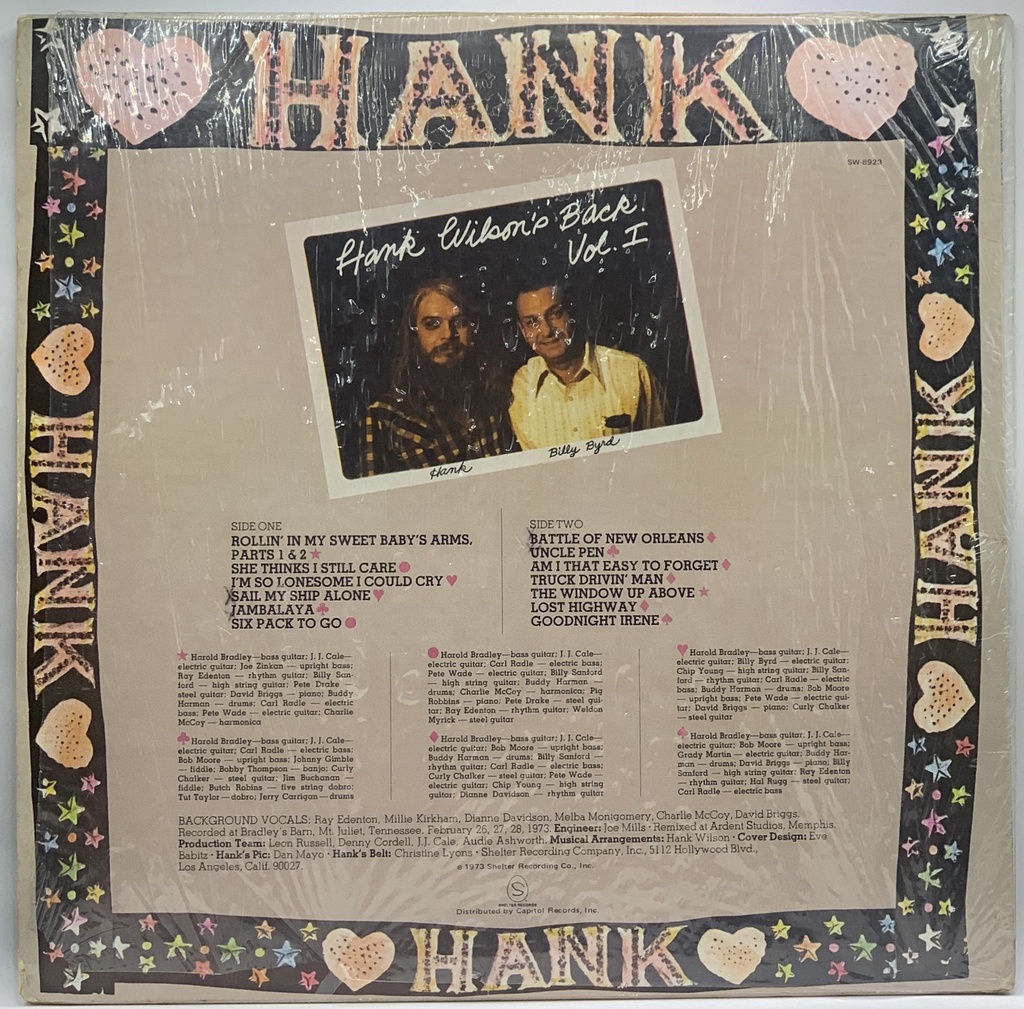 HANK
SW-8923
Hank Wilson's Back!
Vol. I
Hank
Billy Byrd
HANK
HANK
SIDE ONE
ROLLIN' IN MY SWEET BABY'S ARMS,
PARTS 1 & 2 ★
SHE THINKS I STILL CARE ●
I'M SO LONESOME I COULD CRY ♥
SAIL MY SHIP ALONE ♥
JAMBALAYA ♣
SIX PACK TO GO ●
SIDE TWO
BATTLE OF NEW ORLEANS ♦
UNCLE PEN ♣
AM I THAT EASY TO FORGET ♦
TRUCK DRIVIN' MAN ♦
THE WINDOW UP ABOVE ★
LOST HIGHWAY ♦
GOODNIGHT IRENE ♠
★ Harold Bradley—bass guitar; J. J. Cale—
electric guitar; Joe Zinkan — upright bass;
Ray Edenton — rhythm guitar; Billy San-
ford — high string guitar; Pete Drake —
steel guitar; David Briggs — piano; Buddy
Harman — drums; Carl Radle — electric
bass; Pete Wade — electric guitar; Charlie
McCoy — harmonica
● Harold Bradley—bass guitar; J. J. Cale—
electric guitar; Carl Radle — electric bass;
Pete Wade — electric guitar; Billy Sanford
— high string guitar; Buddy Harman —
drums; Charlie McCoy — harmonica; Pig
Robbins — piano; Pete Drake — steel gui-
tar; Ray Edenton — rhythm guitar; Weldon
Myrick — steel guitar
♥ Harold Bradley—bass guitar; J. J. Cale—
electric guitar; Billy Byrd — electric guitar;
Chip Young — high string guitar; Billy San-
ford — rhythm guitar; Carl Radle — electric
bass; Buddy Harman — drums; Bob Moore
— upright bass; Pete Wade — electric gui-
tar; David Briggs — piano; Curly Chalker
— steel guitar
♣ Harold Bradley—bass guitar; J. J. Cale—
electric guitar; Carl Radle — electric bass;
Bob Moore — upright bass; Johnny Gimble
— fiddle; Bobby Thompson — banjo; Curly
Chalker — steel guitar; Jim Buchanan —
fiddle; Butch Robins — five string dobro;
Tut Taylor — dobro; Jerry Carrigan — drums
♦ Harold Bradley—bass guitar; J. J. Cale—
electric guitar; Bob Moore — upright bass;
Buddy Harman — drums; Billy Sanford —
rhythm guitar; Carl Radle — electric bass;
Curly Chalker — steel guitar; Pete Wade —
electric guitar; Chip Young — high string
guitar; Dianne Davidson — rhythm guitar
♠ Harold Bradley—bass guitar; J. J. Cale—
electric guitar; Bob Moore — upright bass;
Grady Martin — electric guitar; Buddy Har-
man — drums; David Briggs — piano; Billy
Sanford — high string guitar; Ray Edenton
— rhythm guitar; Hal Rugg — steel guitar;
Carl Radle — electric bass
BACKGROUND VOCALS: Ray Edenton, Millie Kirkham, Dianne Davidson, Melba Montgomery, Charlie McCoy, David Briggs.
Recorded at Bradley's Barn, Mt. Juliet, Tennessee, February 26, 27, 28, 1973. Engineer: Joe Mills · Remixed at Ardent Studios, Memphis.
Production Team: Leon Russell, Denny Cordell, J.J. Cale, Audie Ashworth. Musical Arrangements: Hank Wilson · Cover Design: Eve
Babitz · Hank's Pic: Dan Mayo · Hank's Belt: Christine Lyons · Shelter Recording Company, Inc., 5112 Hollywood Blvd.,
Los Angeles, Calif. 90027.
© 1973 Shelter Recording Co., Inc.
S
SHELTER RECORDS
Distributed by Capitol Records, Inc.
HANK